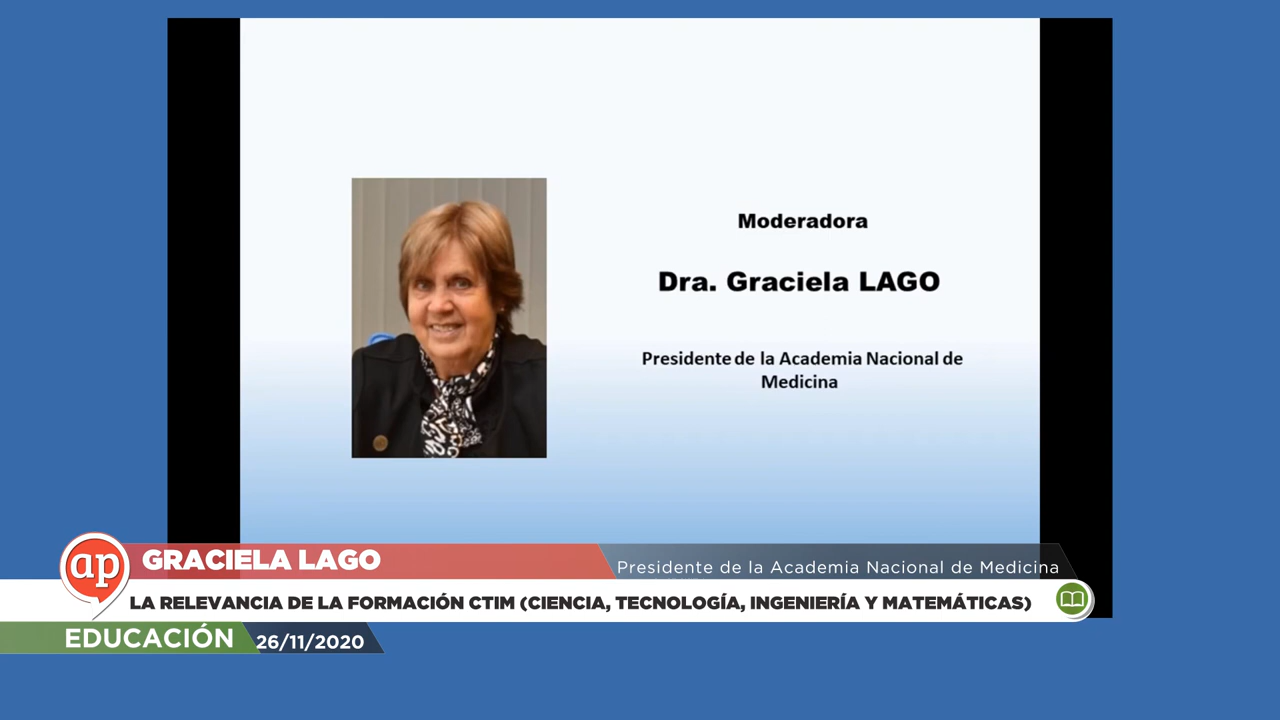 Moderadora
Dra. Graciela LAGO
Presidente de la Academia Nacional de
Medicina
ap
GRACIELA LAGO
Presidente de la Academia Nacional de Medicina
LA RELEVANCIA DE LA FORMACIÓN CTIM (CIENCIA, TECNOLOGÍA, INGENIERÍA Y MATEMÁTICAS)
EDUCACIÓN
26/11/2020